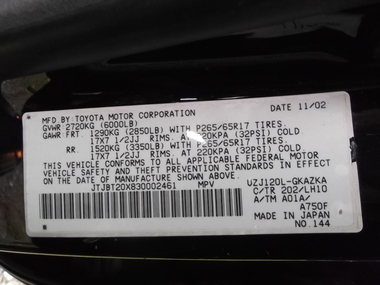 MFD BY TOYOTA MOTOR CORPORATION DATE 11/02
GVWR 2720KG (6000LB)
GAWR FRT. 1290KG (2850LB) WITH P265/65R17 TIRES.
17X7 1/2JJ RIMS. AT 220KPA (32PSI) COLD
RR. 1520KG (3350LB) WITH P265/65R17 TIRES.
17X7 1/2JJ RIMS. AT 220KPA (32PSI) COLD
THIS VEHICLE CONFORMS TO ALL APPLICABLE FEDERAL MOTOR
VEHICLE SAFETY AND THEFT PREVENTION STANDARDS IN EFFECT
ON THE DATE OF MANUFACTURE SHOWN ABOVE.
JTJBT20X830002461 MPV UZJ120L-GKAZKA
C/TR 202/LH10
A/TM A01A/
A750F
MADE IN JAPAN
NO.144